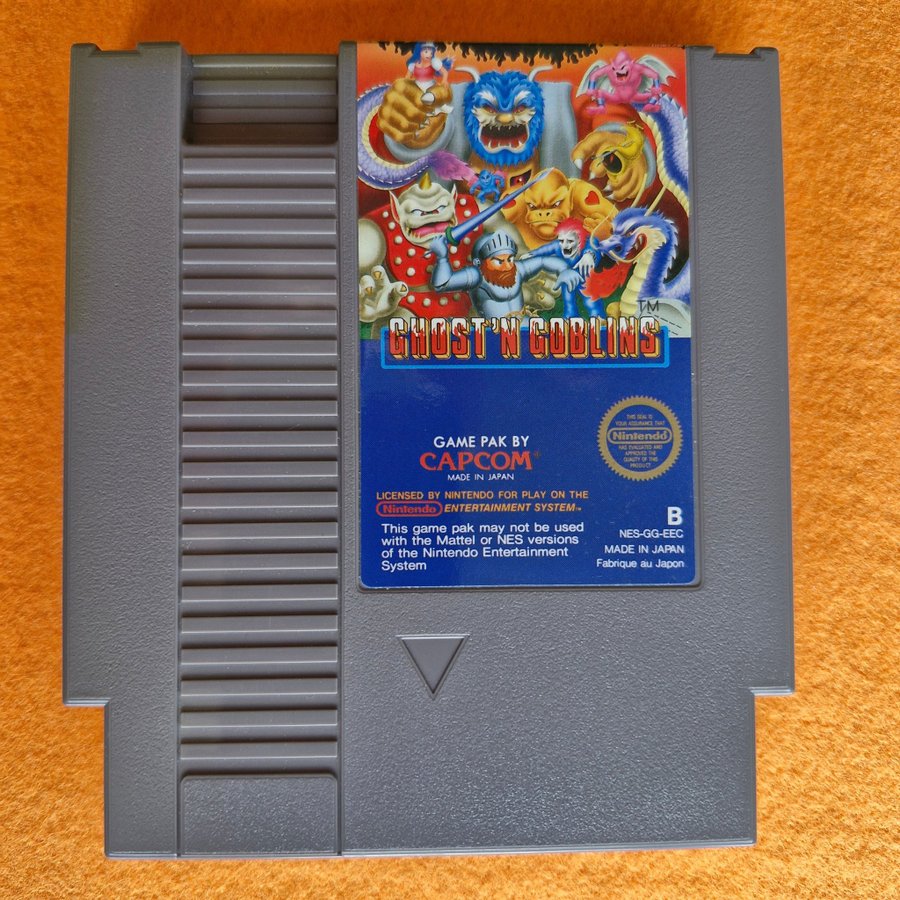 TM
GHOST'N GOBLINS
THIS SEAL IS
YOUR ASSURANCE THAT
Nintendo
HAS EVALUATED AND
APPROVED THE
QUALITY OF THIS
PRODUCT
GAME PAK BY
CAPCOM®
MADE IN JAPAN
LICENSED BY NINTENDO FOR PLAY ON THE
Nintendo ENTERTAINMENT SYSTEM™
This game pak may not be used
with the Mattel or NES versions
of the Nintendo Entertainment
System
B
NES-GG-EEC
MADE IN JAPAN
Fabrique au Japon